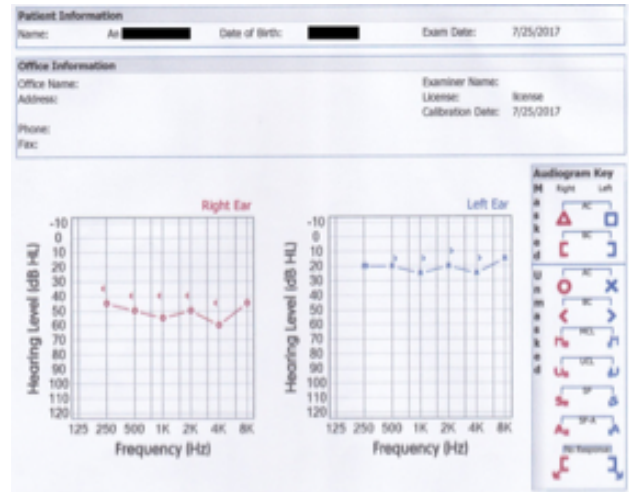 Patient Information
Name: Date of Birth: Exam Date: 7/25/2017
Office Information
Office Name: Examiner Name:
Address: License: license
Calibration Date: 7/25/2017
Phone:
Fax:
Audiogram Key
Right Left
Masked
AC
BC
Unmasked
AC
BC
MCL
UCL
SF
SF-A
No Response
Right Ear
Hearing Level (dB HL)
-10
0
10
20
30
40
50
60
70
80
90
100
110
120
125 250 500 1K 2K 4K 8K
Frequency (Hz)
Left Ear
Hearing Level (dB HL)
-10
0
10
20
30
40
50
60
70
80
90
100
110
120
125 250 500 1K 2K 4K 8K
Frequency (Hz)